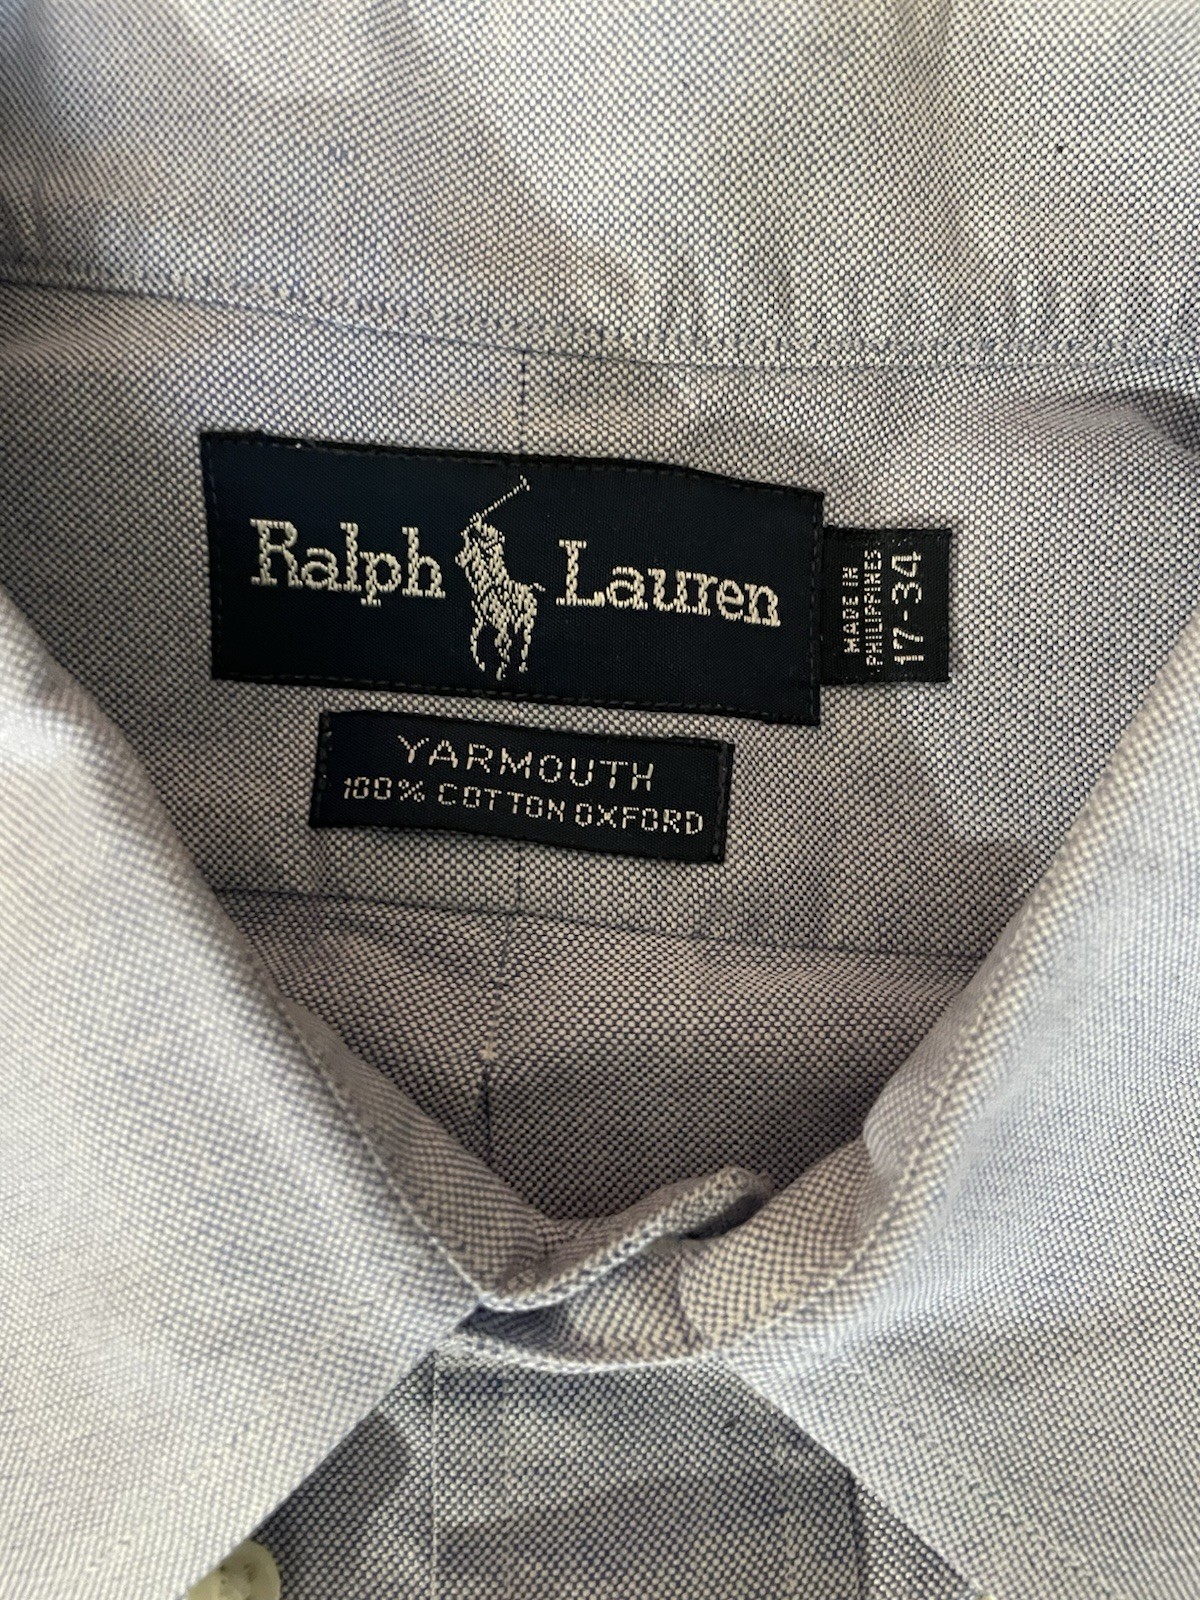 Ralph Lauren
MADE IN
PHILIPPINES
17-34
YARMOUTH
100% COTTON OXFORD